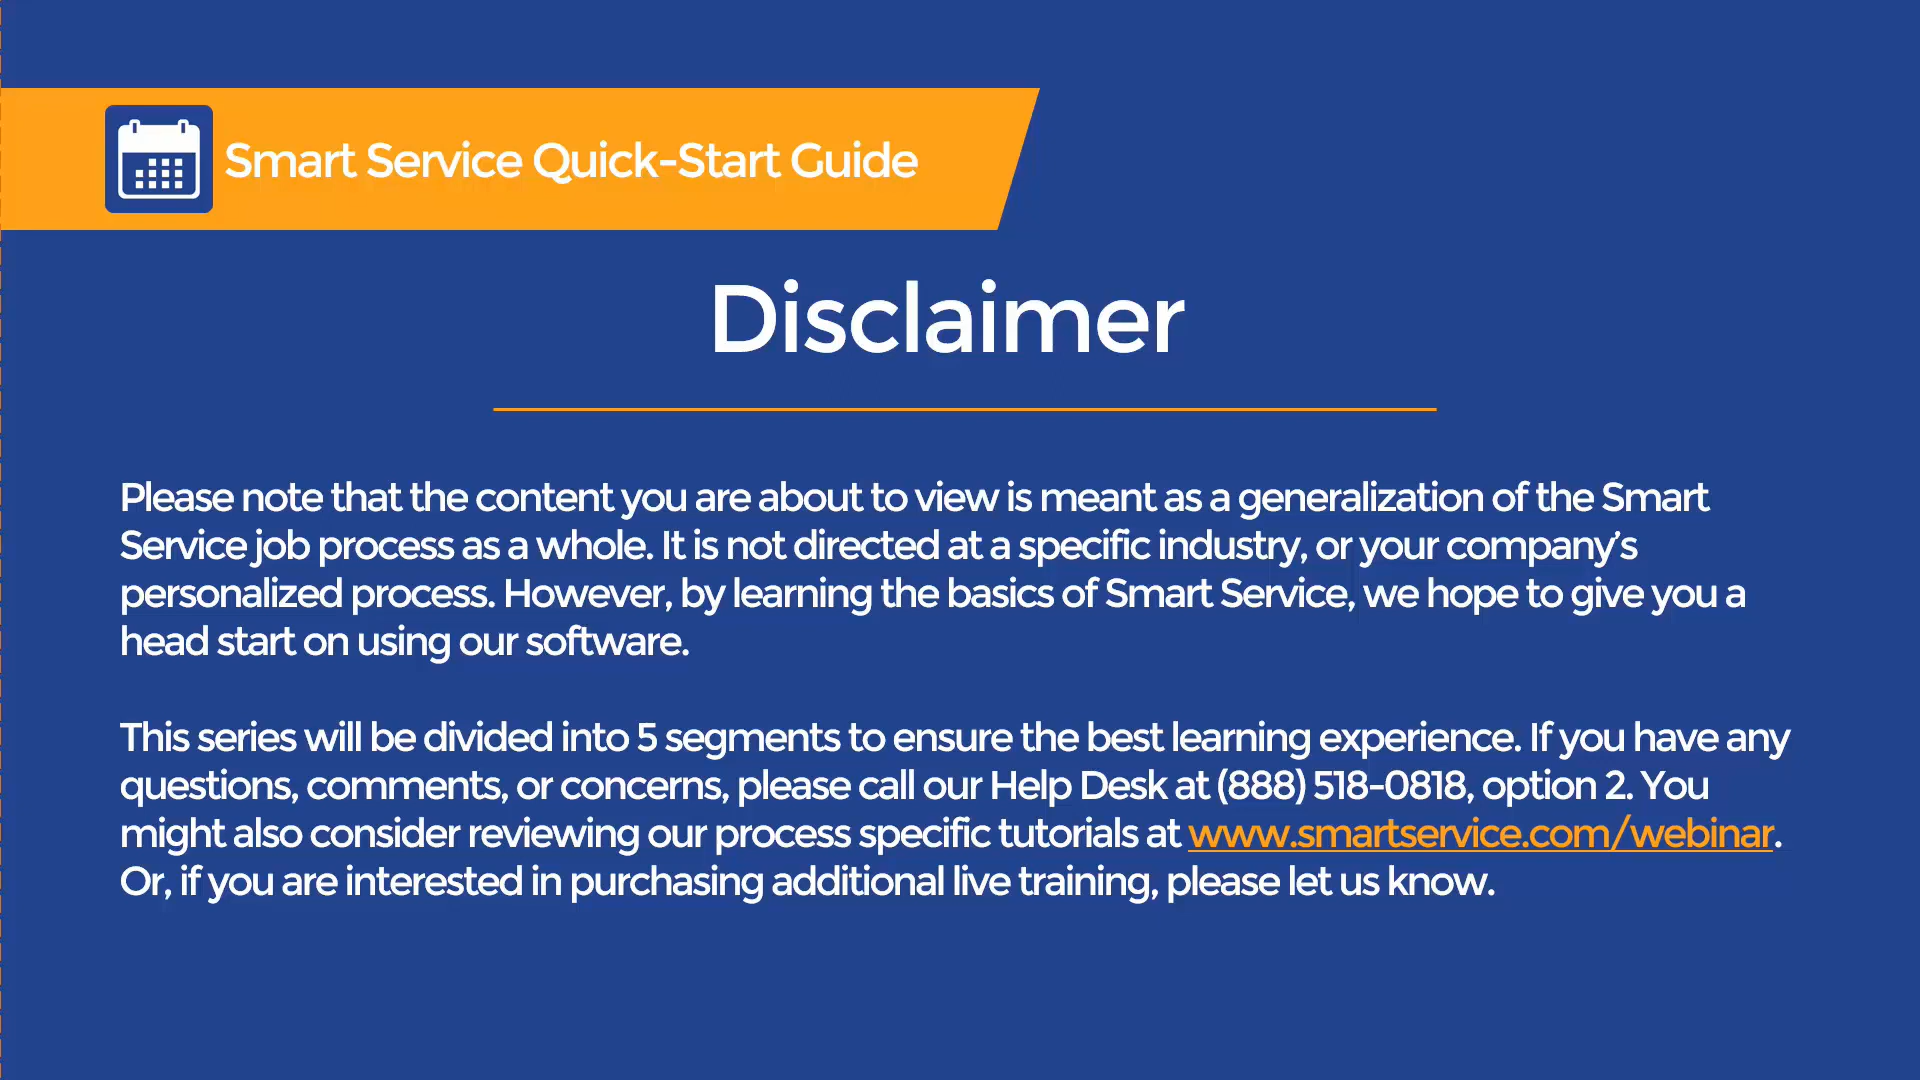 Smart Service Quick-Start Guide
Disclaimer
Please note that the content you are about to view is meant as a generalization of the Smart
Service job process as a whole. It is not directed at a specific industry, or your company’s
personalized process. However, by learning the basics of Smart Service, we hope to give you a
head start on using our software.
This series will be divided into 5 segments to ensure the best learning experience. If you have any
questions, comments, or concerns, please call our Help Desk at (888) 518-0818, option 2. You
might also consider reviewing our process specific tutorials at www.smartservice.com/webinar.
Or, if you are interested in purchasing additional live training, please let us know.